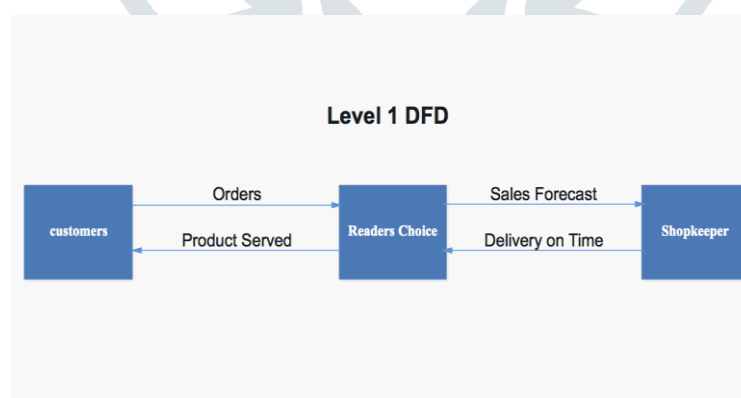 Level 1 DFD
Orders
Sales Forecast
customers
Readers Choice
Shopkeeper
Product Served
Delivery on Time